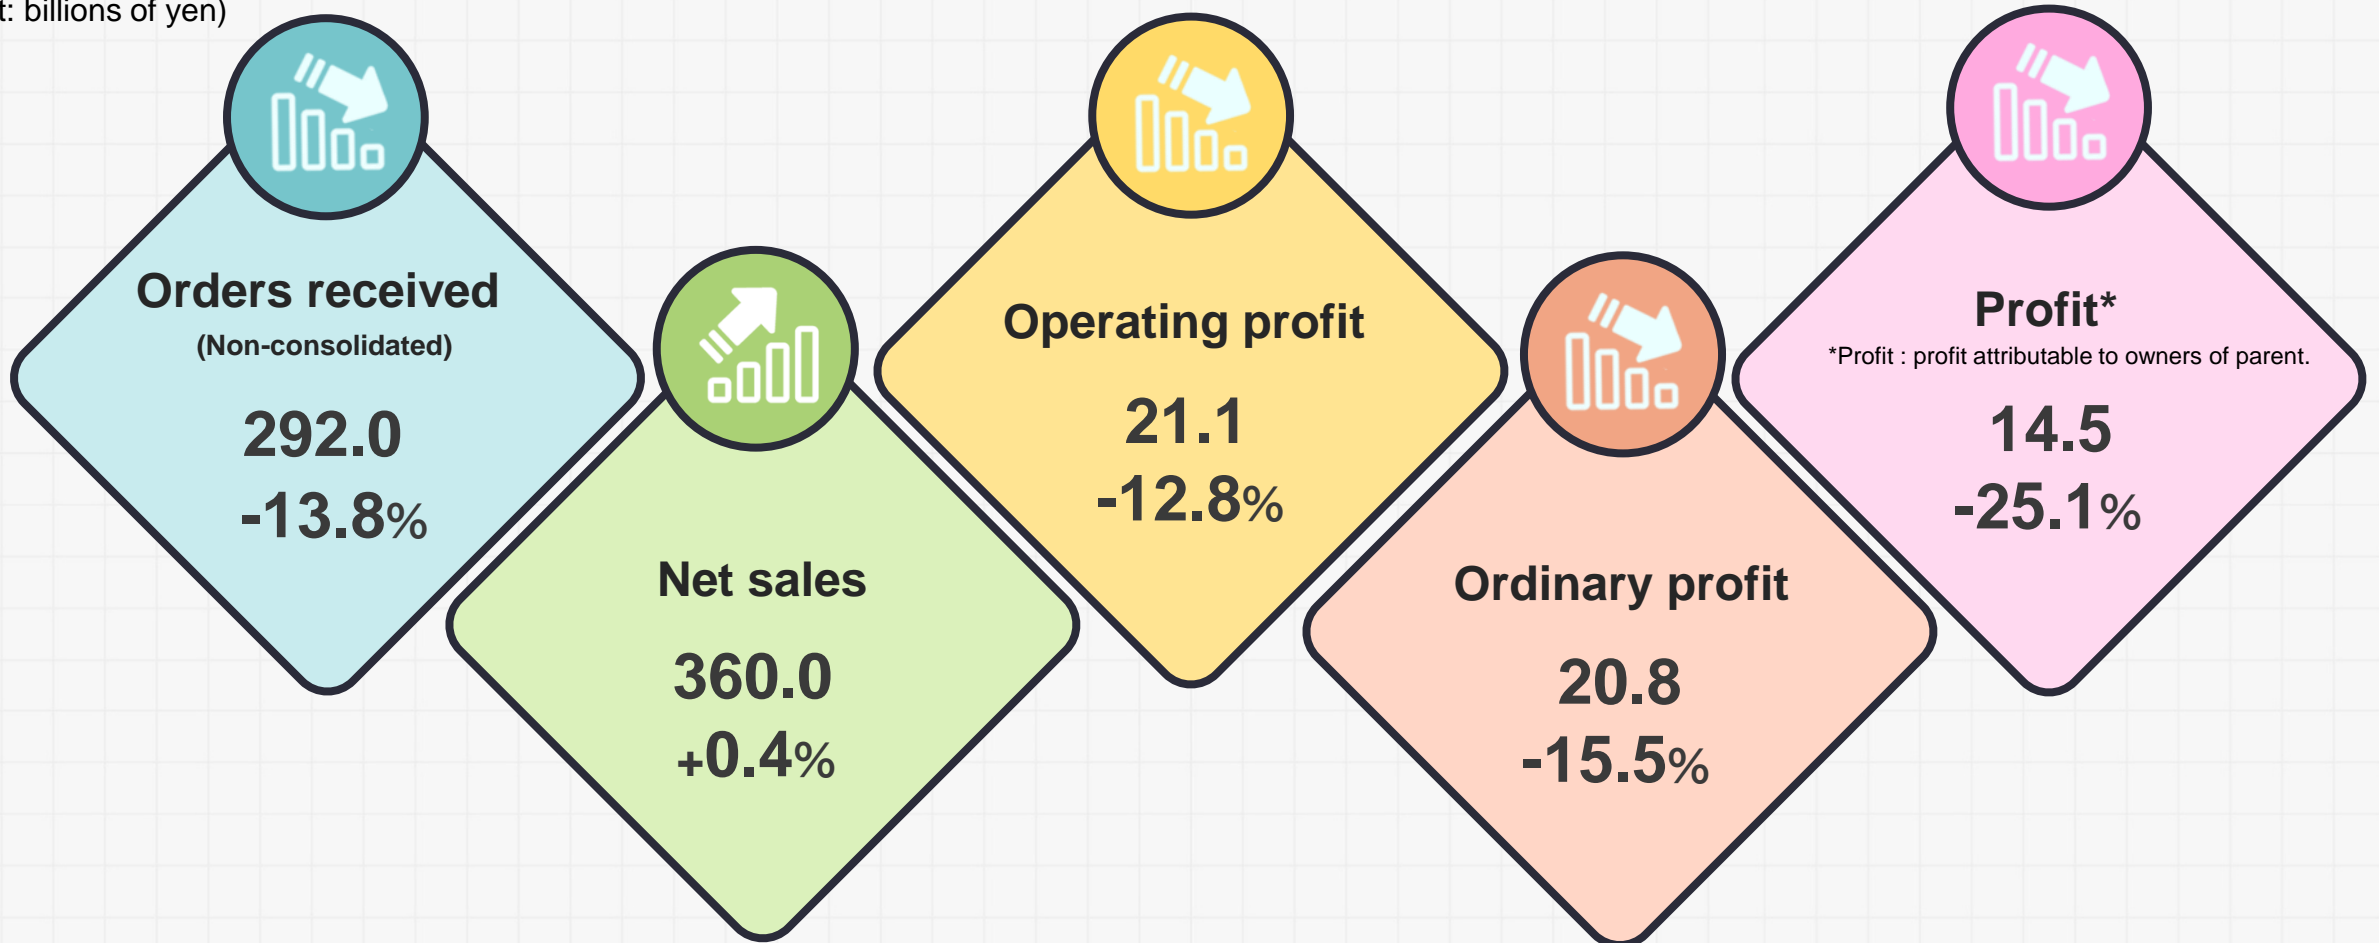 t: billions of yen)
Orders received
(Non-consolidated)
292.0
-13.8%
Net sales
360.0
+0.4%
Operating profit
21.1
-12.8%
Ordinary profit
20.8
-15.5%
Profit*
*Profit : profit attributable to owners of parent.
14.5
-25.1%